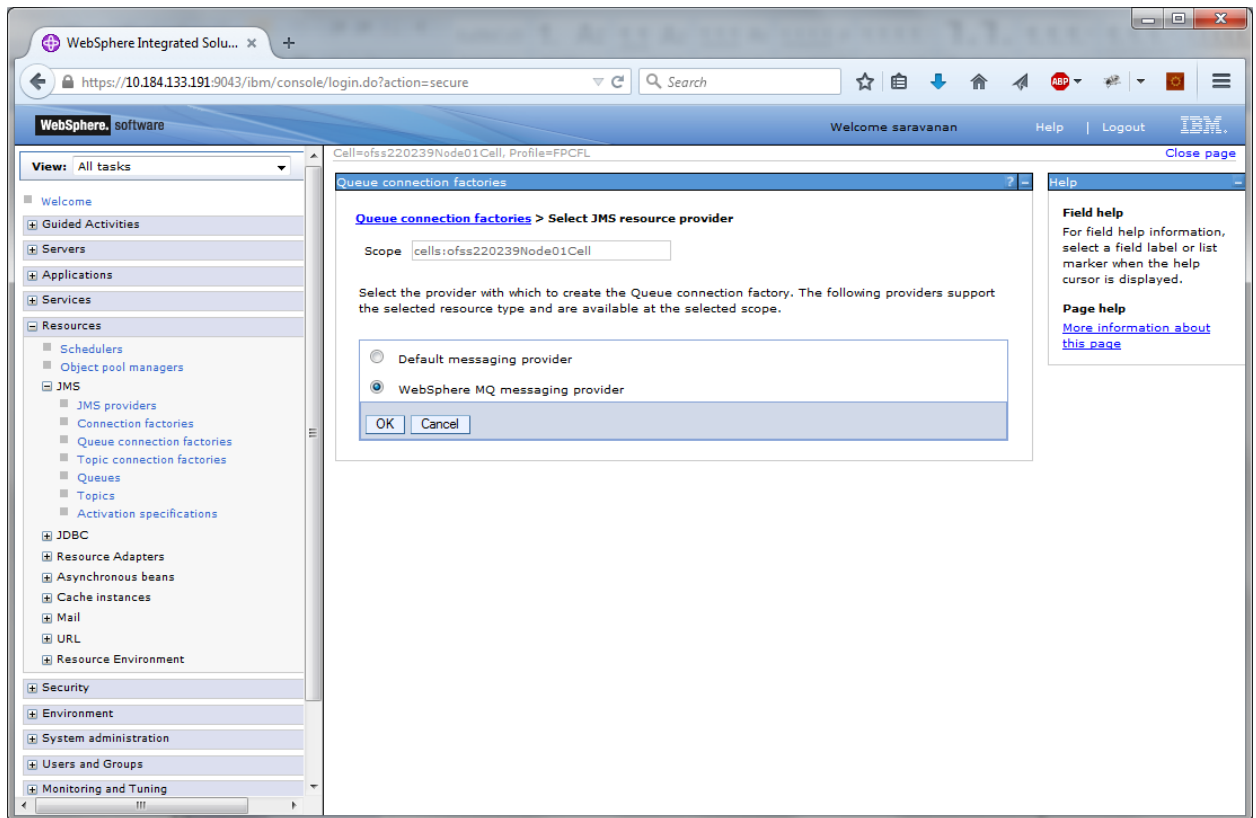 WebSphere Integrated Solu...
https://10.184.133.191:9043/ibm/console/login.do?action=secure
Search
ABP
WebSphere. software
Welcome saravanan
Help | Logout
IBM.
View: All tasks
Cell=ofss220239Node01Cell, Profile=FPCFL
Close page
Welcome
Guided Activities
Servers
Applications
Services
Resources
Schedulers
Object pool managers
JMS
JMS providers
Connection factories
Queue connection factories
Topic connection factories
Queues
Topics
Activation specifications
JDBC
Resource Adapters
Asynchronous beans
Cache instances
Mail
URL
Resource Environment
Security
Environment
System administration
Users and Groups
Monitoring and Tuning
Queue connection factories
Queue connection factories > Select JMS resource provider
Scope cells:ofss220239Node01Cell
Select the provider with which to create the Queue connection factory. The following providers support
the selected resource type and are available at the selected scope.
Default messaging provider
WebSphere MQ messaging provider
OK Cancel
Help
Field help
For field help information,
select a field label or list
marker when the help
cursor is displayed.
Page help
More information about
this page